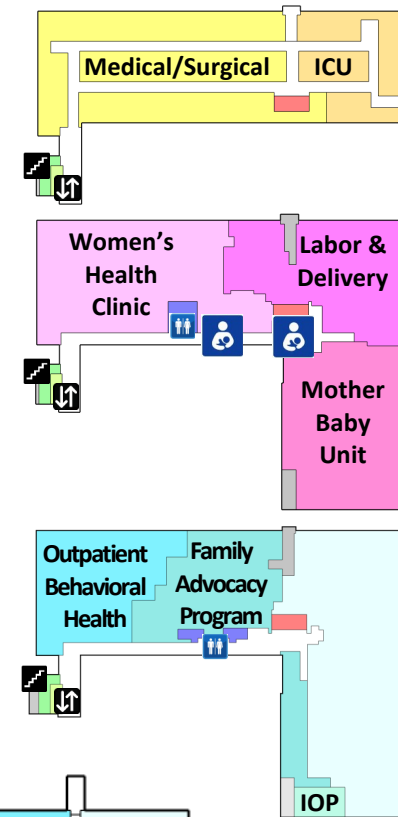 Medical/Surgical
ICU
Women's
Health
Clinic
Labor &
Delivery
Mother
Baby
Unit
Outpatient
Behavioral
Health
Family
Advocacy
Program
IOP